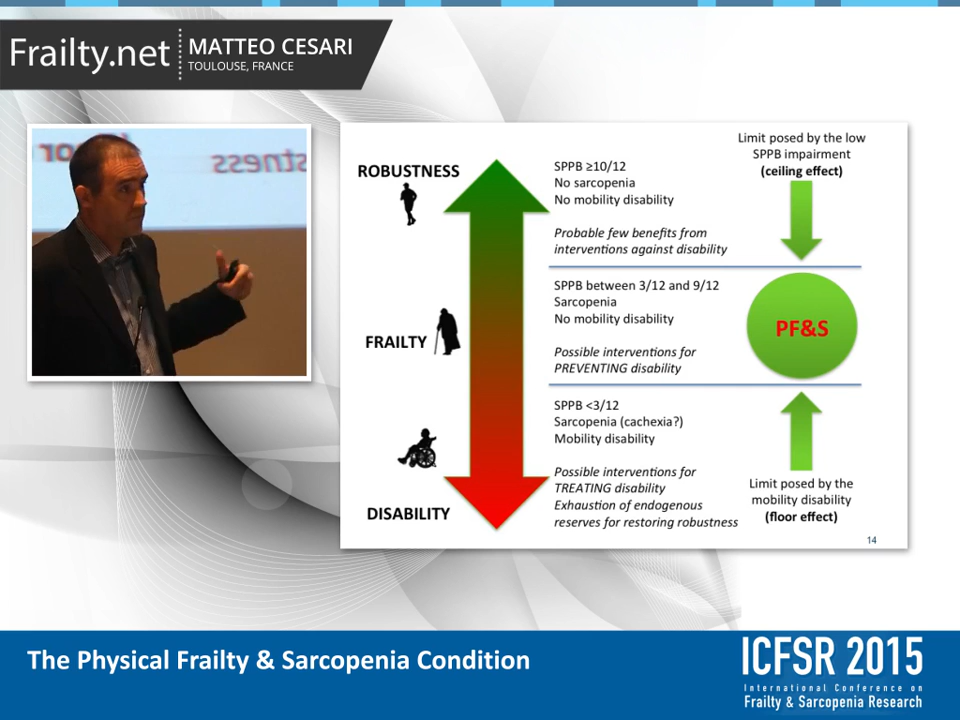 Frailty.net
MATTEO CESARI
TOULOUSE, FRANCE
ROBUSTNESS
FRAILTY
DISABILITY
SPPB ≥10/12
No sarcopenia
No mobility disability
Probable few benefits from
interventions against disability
SPPB between 3/12 and 9/12
Sarcopenia
No mobility disability
Possible interventions for
PREVENTING disability
SPPB <3/12
Sarcopenia (cachexia?)
Mobility disability
Possible interventions for
TREATING disability
Exhaustion of endogenous
reserves for restoring robustness
Limit posed by the low
SPPB impairment
(ceiling effect)
PF&S
Limit posed by the
mobility disability
(floor effect)
14
The Physical Frailty & Sarcopenia Condition
ICFSR 2015
International Conference on
Frailty & Sarcopenia Research